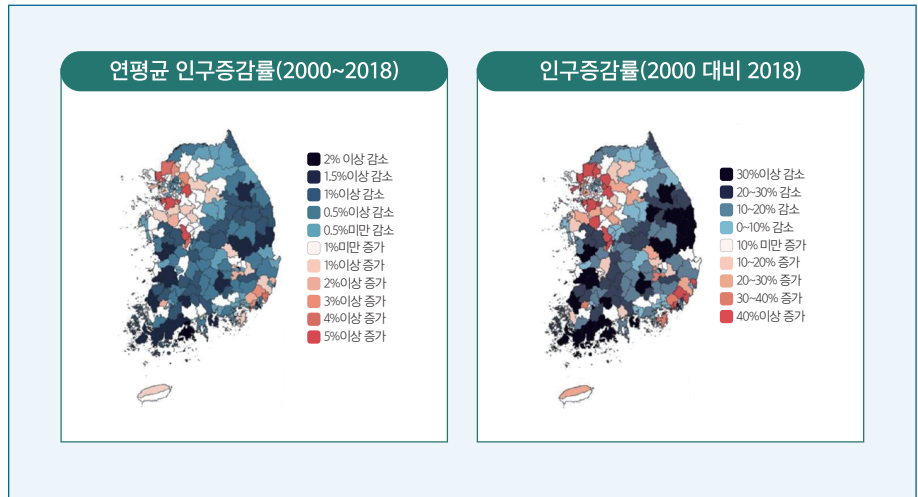 연평균 인구증감률(2000~2018)
2% 이상 감소
1.5%이상 감소
1%이상 감소
0.5%이상 감소
0.5%미만 감소
1%미만 증가
1%이상 증가
2%이상 증가
3%이상 증가
4%이상 증가
5%이상 증가
인구증감률(2000 대비 2018)
30%이상 감소
20~30% 감소
10~20% 감소
0~10% 감소
10% 미만 증가
10~20% 증가
20~30% 증가
30~40% 증가
40%이상 증가